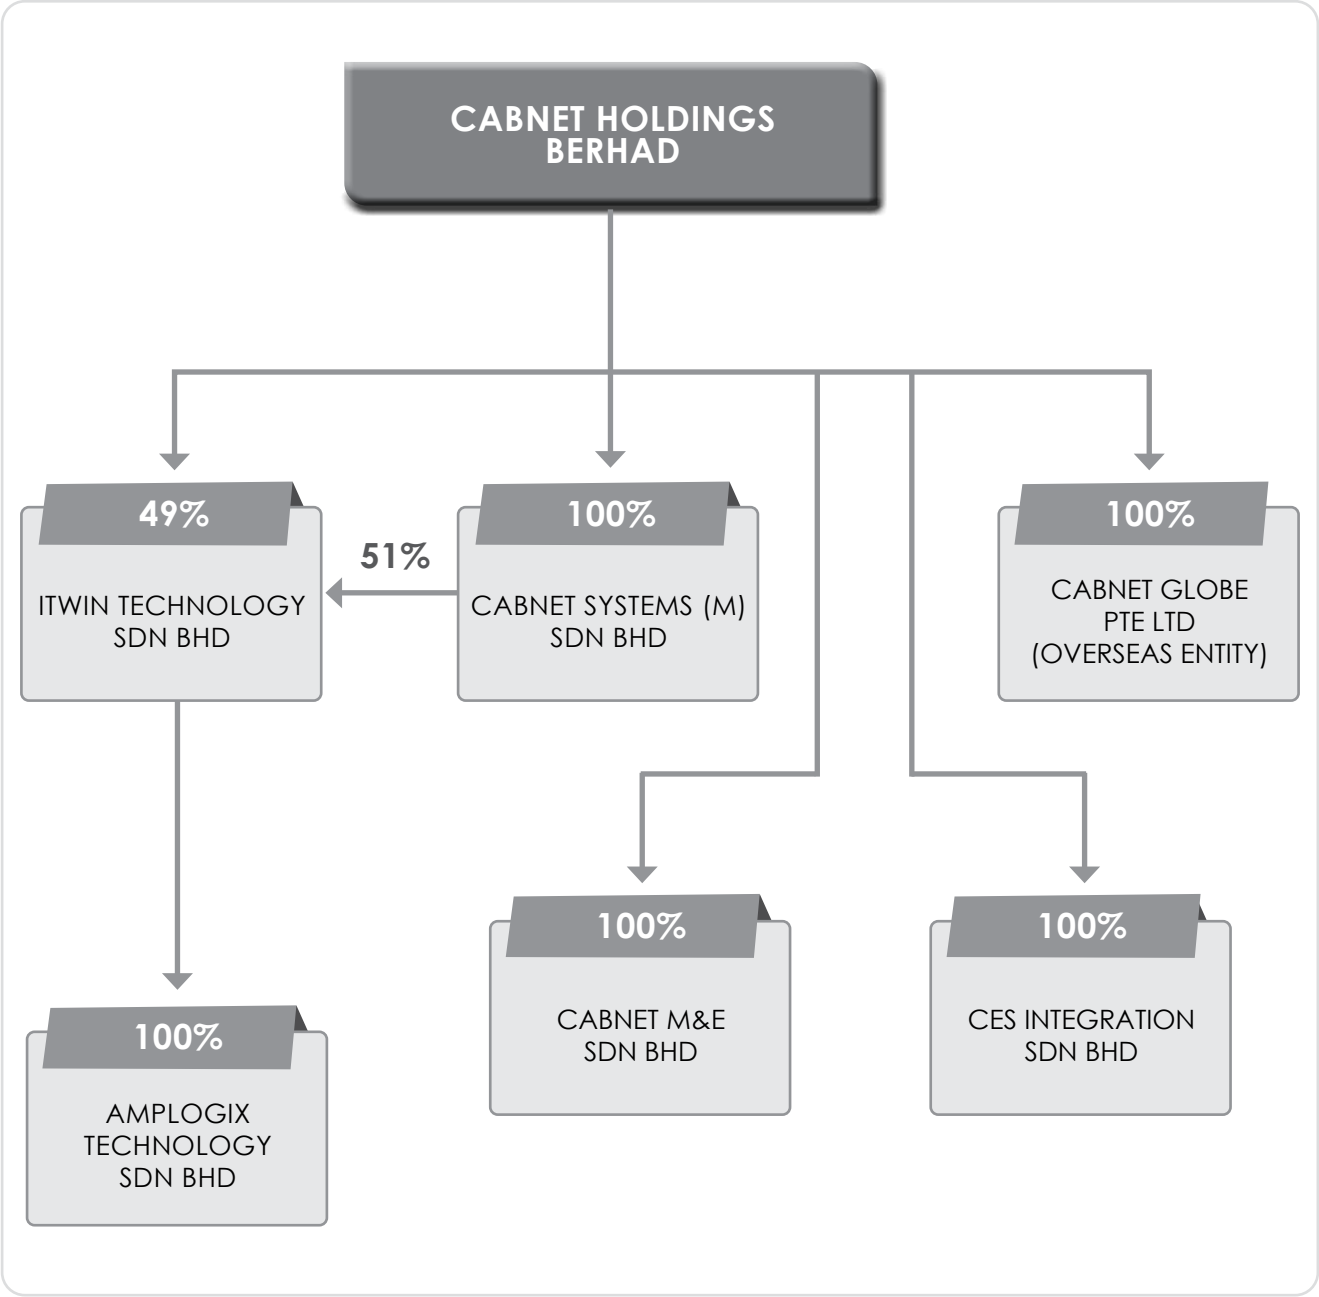 CABNET HOLDINGS
BERHAD
49%
ITWIN TECHNOLOGY
SDN BHD
51%
100%
CABNET SYSTEMS (M)
SDN BHD
100%
CABNET GLOBE
PTE LTD
(OVERSEAS ENTITY)
100%
AMPLOGIX
TECHNOLOGY
SDN BHD
100%
CABNET M&E
SDN BHD
100%
CES INTEGRATION
SDN BHD